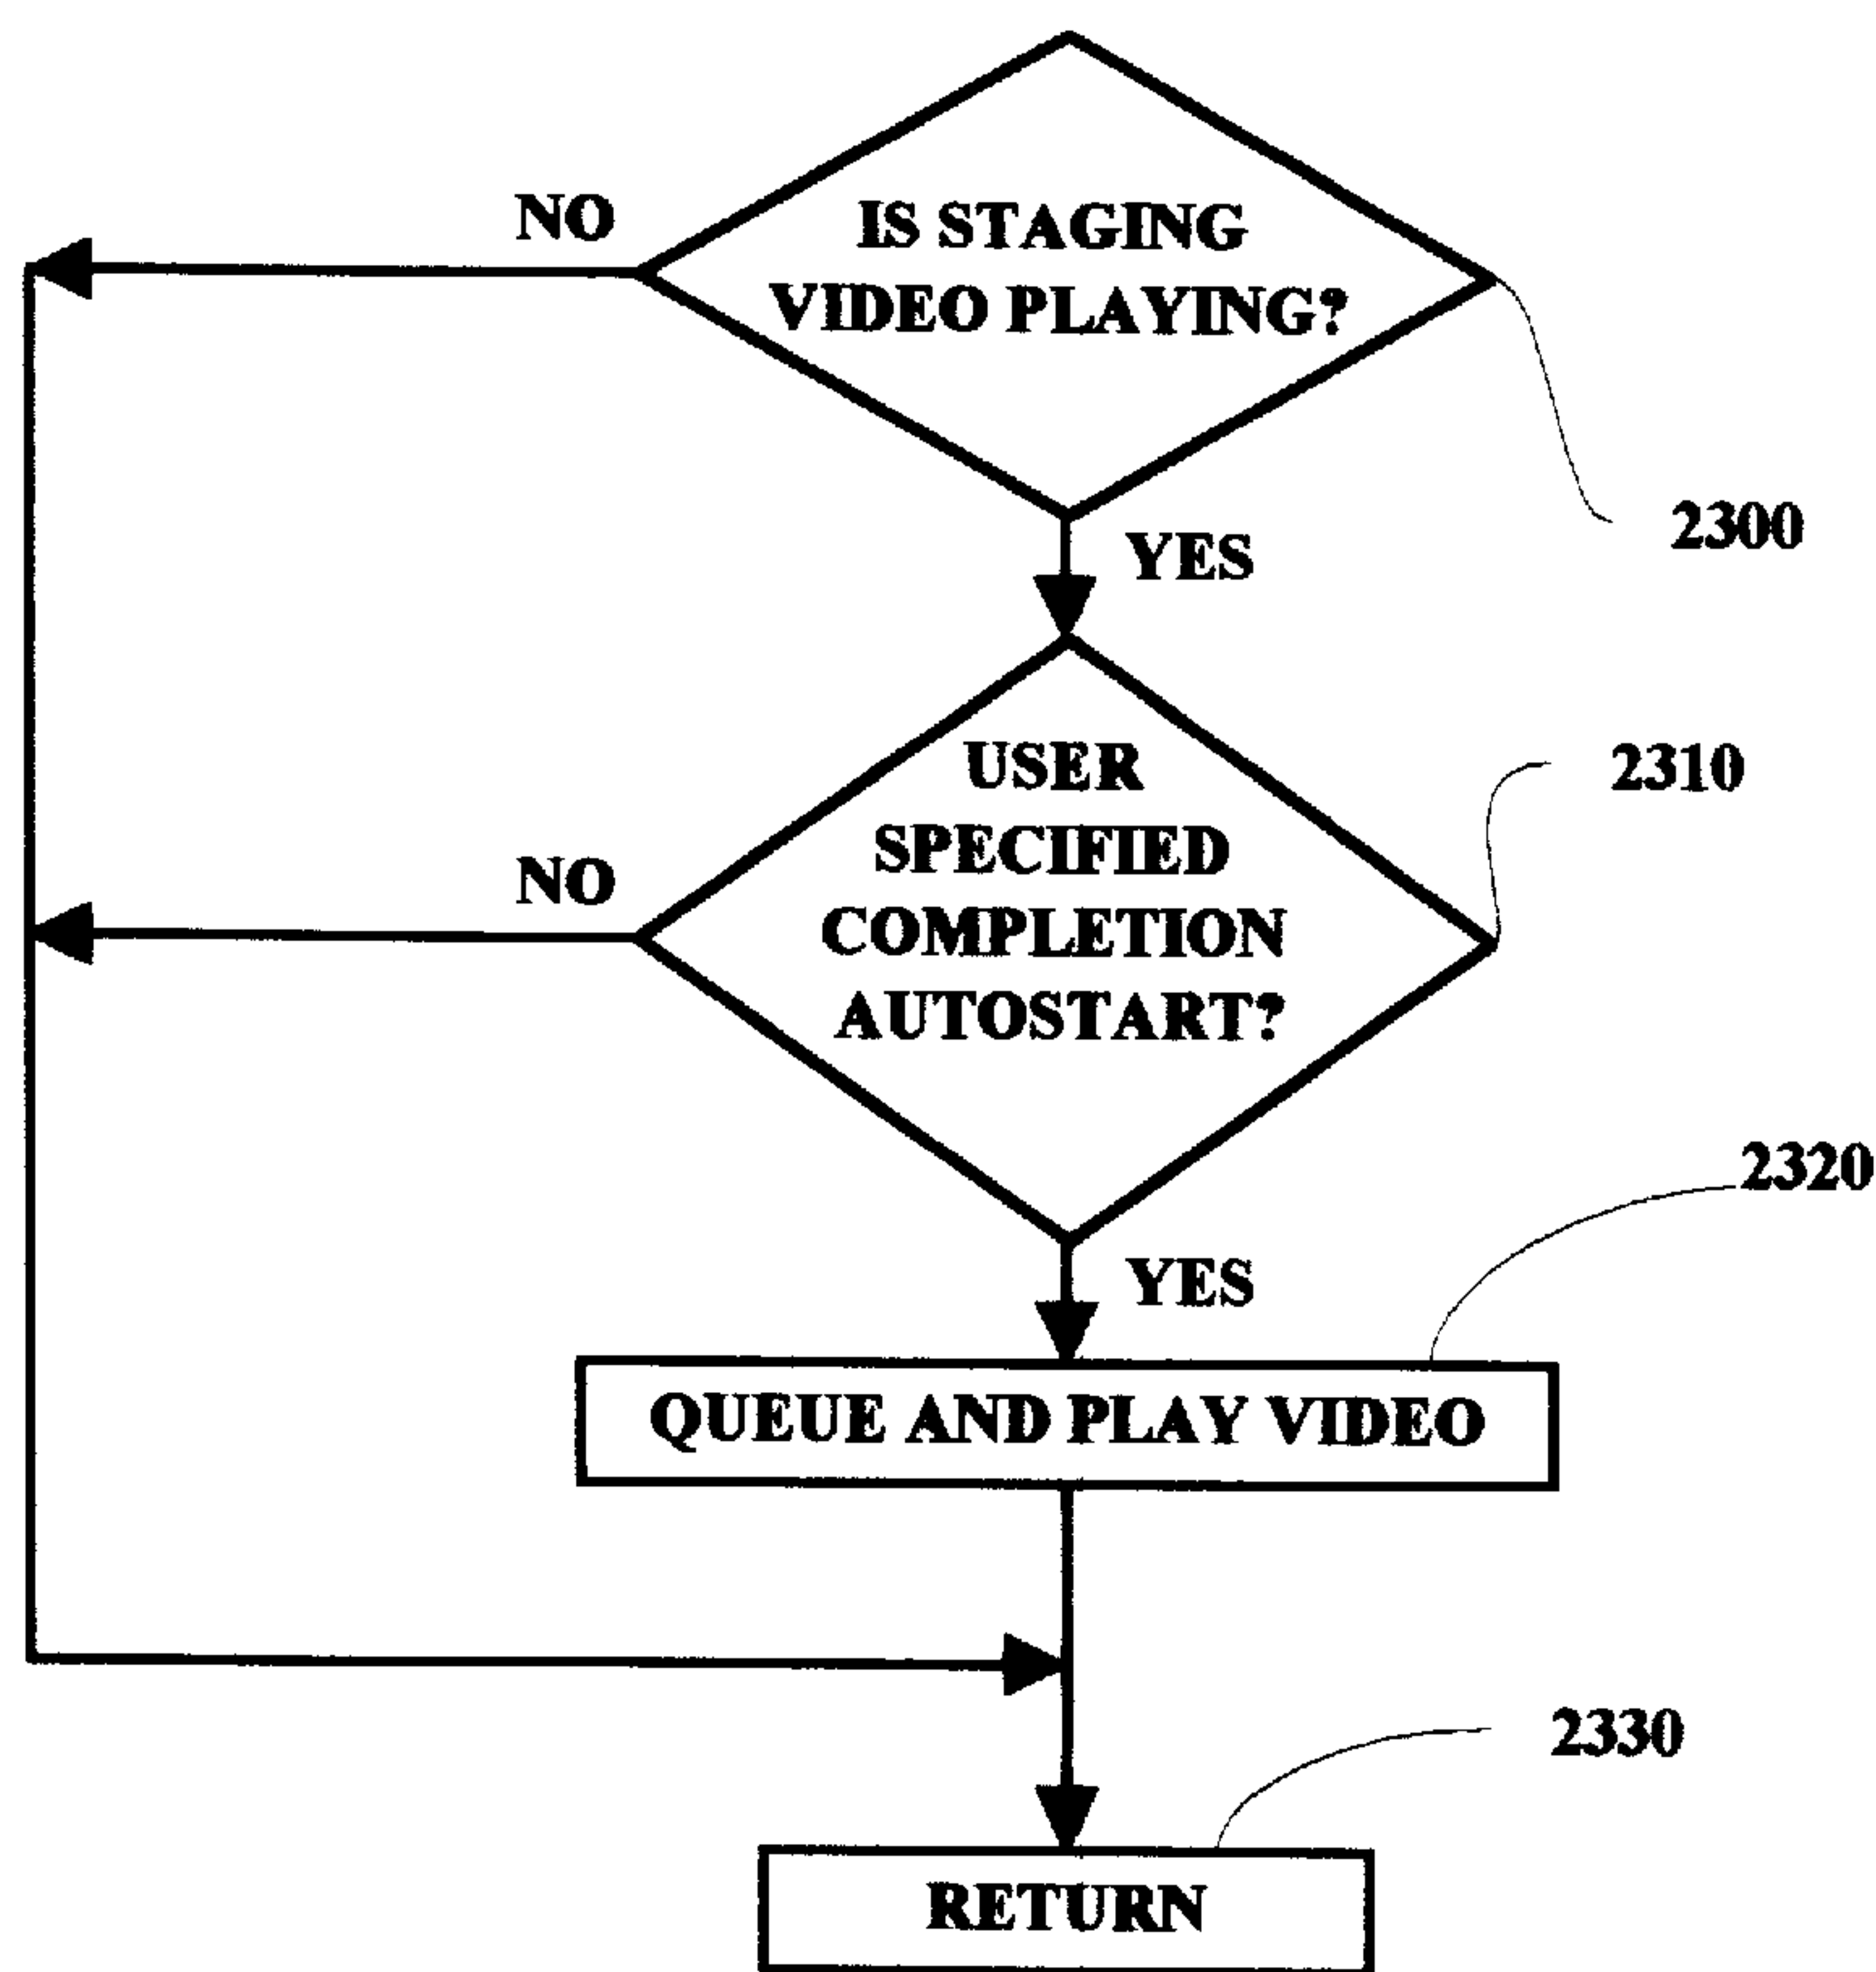 NO
IS STAGING
VIDEO PLAYING?
2300
YES
2310
USER
SPECIFIED
COMPLETION
AUTOSTART?
NO
2320
YES
QUEUE AND PLAY VIDEO
2330
RETURN